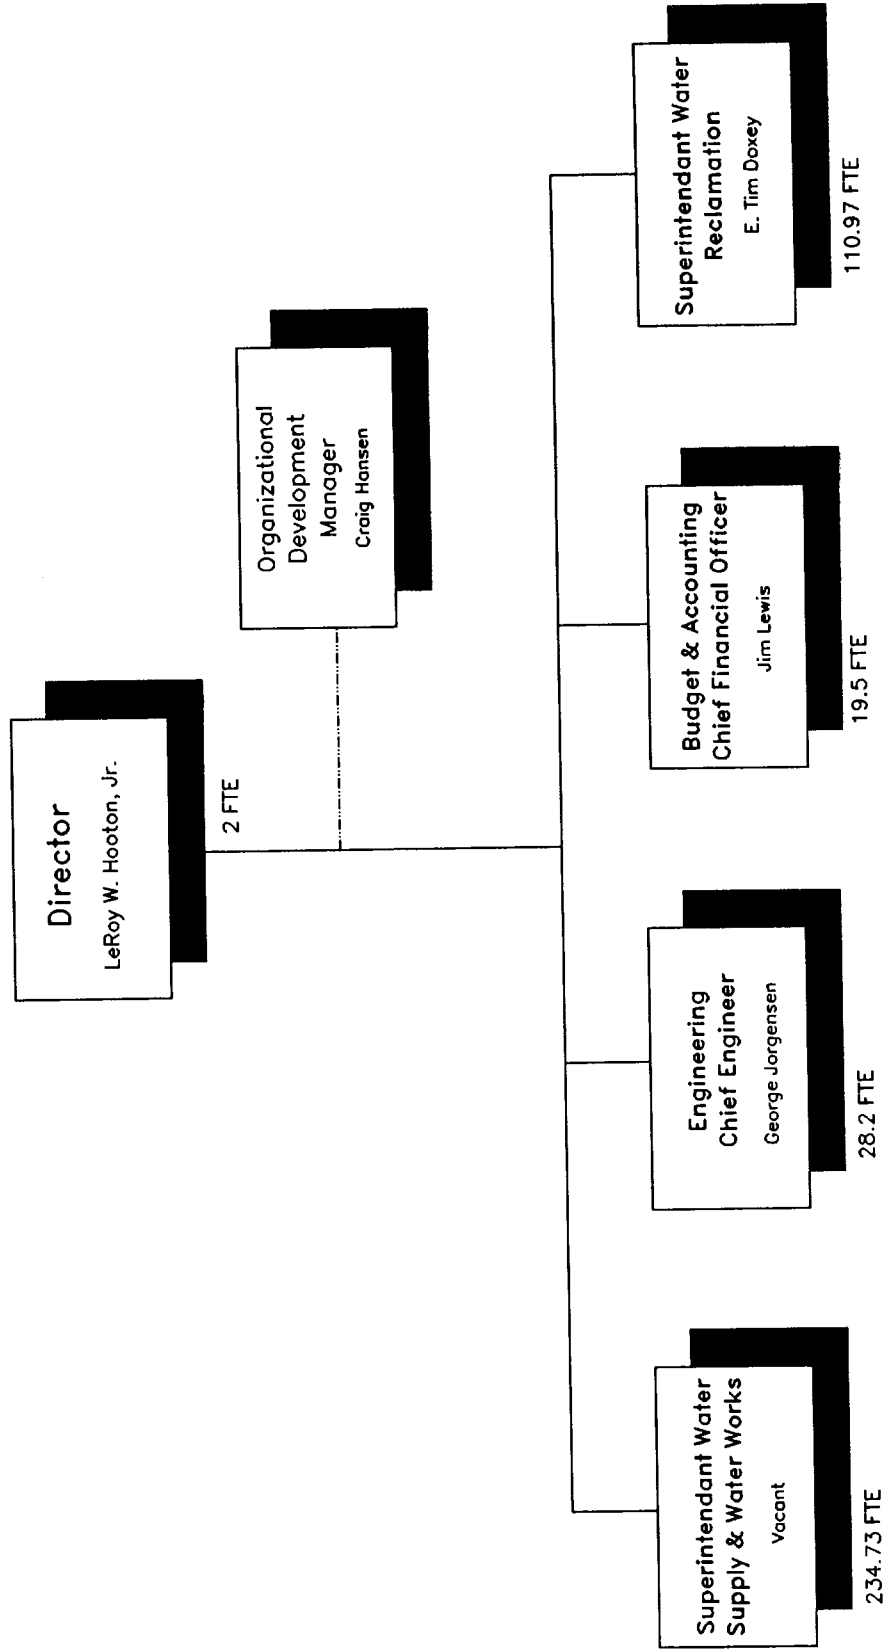 Director
LeRoy W. Hooton, Jr.
2 FTE
Organizational
Development
Manager
Craig Hansen
Superintendant Water
Supply & Water Works
Vacant
234.73 FTE
Engineering
Chief Engineer
George Jorgensen
28.2 FTE
Budget & Accounting
Chief Financial Officer
Jim Lewis
19.5 FTE
Superintendant Water
Reclamation
E. Tim Doxey
110.97 FTE